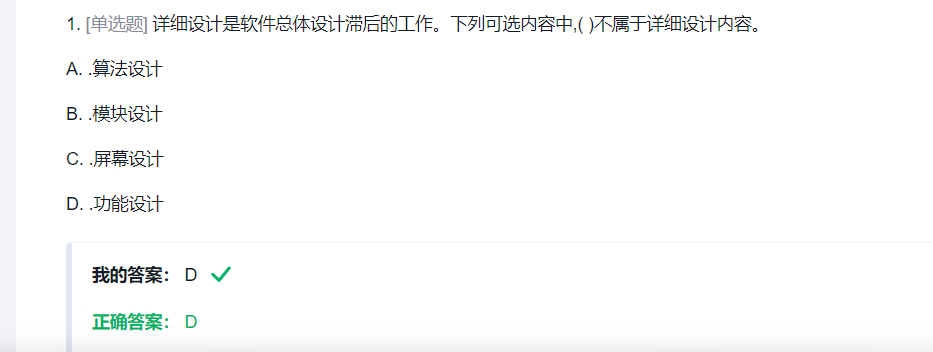 1. [单选题] 详细设计是软件总体设计滞后的工作。下列可选内容中,( )不属于详细设计内容。
A. .算法设计
B. .模块设计
C. .屏幕设计
D. .功能设计
我的答案： D
正确答案： D